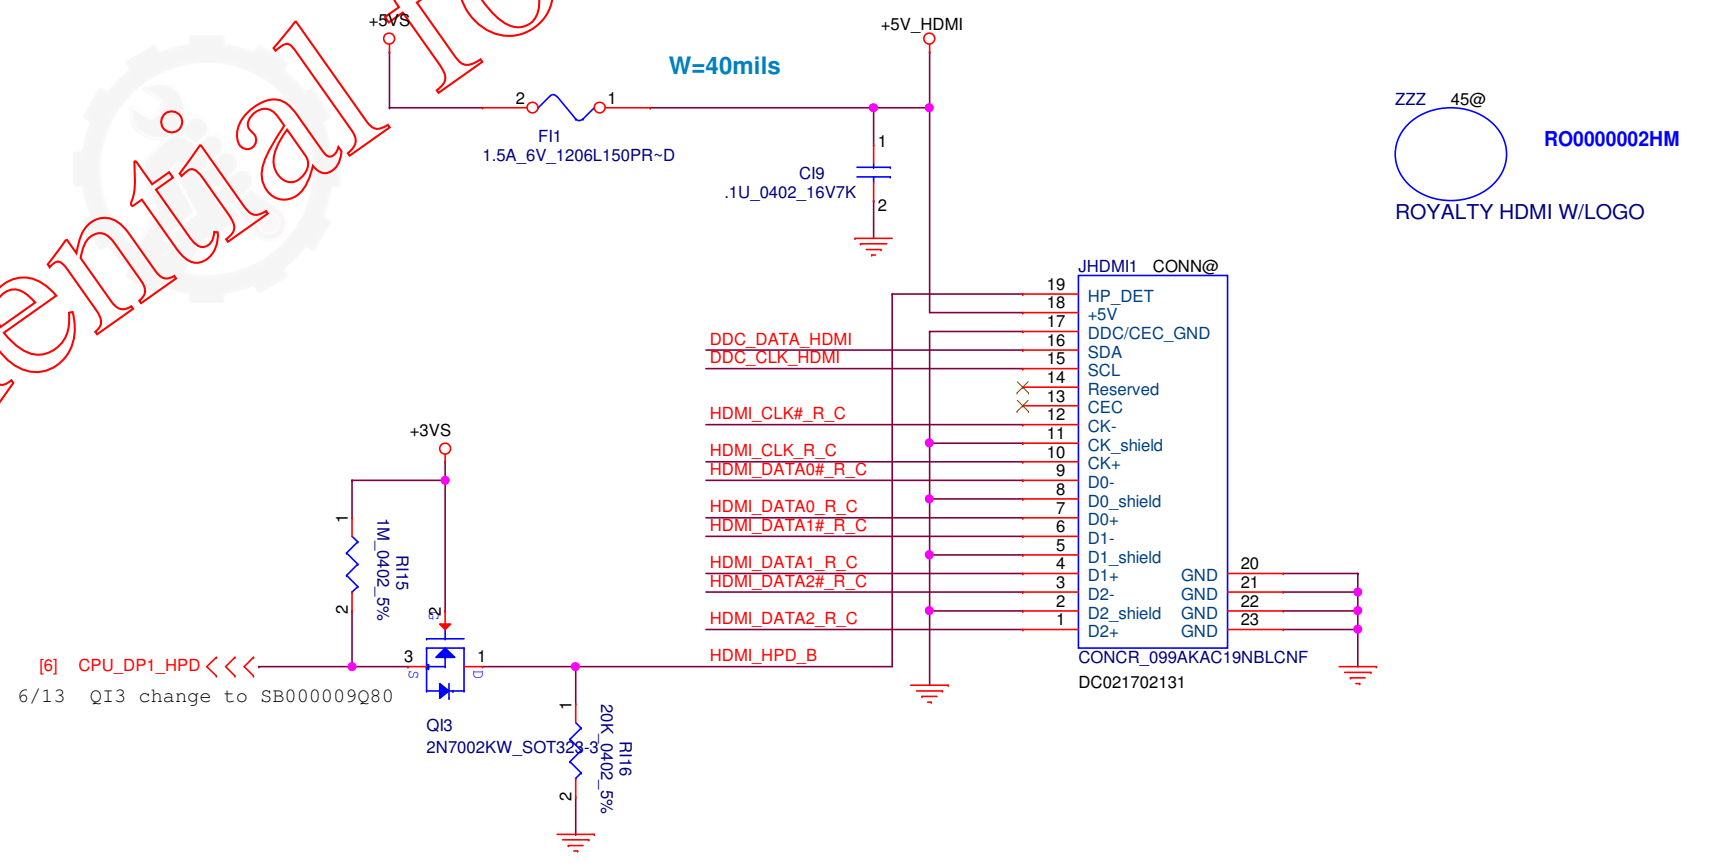 ential fo
+5VS
+5V_HDMI
W=40mils
2
1
FI1
1.5A_6V_1206L150PR~D
1
CI9
.1U_0402_16V7K
2
ZZZ 45@
RO0000002HM
ROYALTY HDMI W/LOGO
JHDMI1 CONN@
19 HP_DET
18 +5V
17 DDC/CEC_GND
DDC_DATA_HDMI 16 SDA
DDC_CLK_HDMI 15 SCL
14 Reserved
13 CEC
HDMI_CLK#_R_C 12 CK-
11 CK_shield
HDMI_CLK_R_C 10 CK+
HDMI_DATA0#_R_C 9 D0-
8 D0_shield
HDMI_DATA0_R_C 7 D0+
HDMI_DATA1#_R_C 6 D1-
5 D1_shield
HDMI_DATA1_R_C 4 D1+ GND 20
HDMI_DATA2#_R_C 3 D2- GND 21
2 D2_shield GND 22
HDMI_DATA2_R_C 1 D2+ GND 23
HDMI_HPD_B
CONCR_099AKAC19NBLCNF
DC021702131
+3VS
1
RI15
1M_0402_5%
2
2
G
3
S
1
D
[6] CPU_DP1_HPD
6/13 QI3 change to SB000009Q80
QI3
2N7002KW_SOT323-3
1
RI16
20K_0402_5%
2